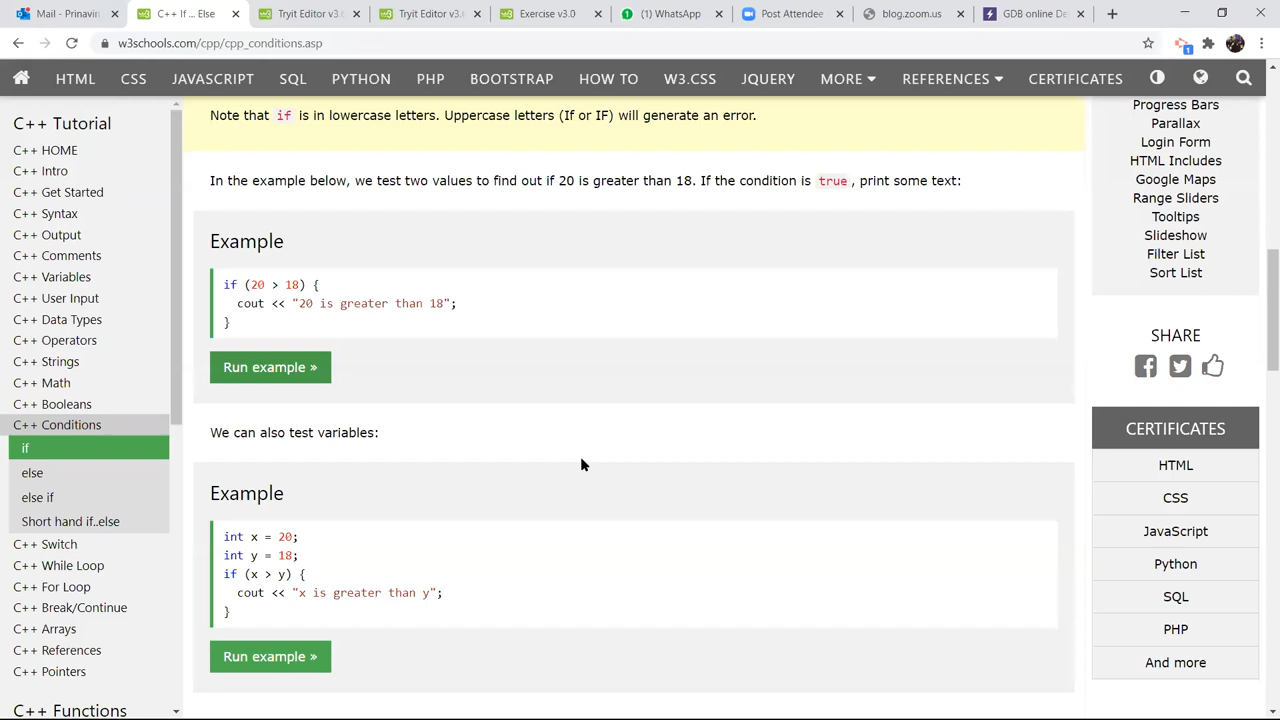 Mail - Prinavin
C++ If ... Else
Tryit Editor v3.
Tryit Editor v3.
Exercise v3.0
(1) WhatsApp
Post Attendee
blog.zoom.us
GDB online De
w3schools.com/cpp/cpp_conditions.asp
HTML
CSS
JAVASCRIPT
SQL
PYTHON
PHP
BOOTSTRAP
HOW TO
W3.CSS
JQUERY
MORE
REFERENCES
CERTIFICATES
C++ Tutorial
C++ HOME
C++ Intro
C++ Get Started
C++ Syntax
C++ Output
C++ Comments
C++ Variables
C++ User Input
C++ Data Types
C++ Operators
C++ Strings
C++ Math
C++ Booleans
C++ Conditions
if
else
else if
Short hand if..else
C++ Switch
C++ While Loop
C++ For Loop
C++ Break/Continue
C++ Arrays
C++ References
C++ Pointers
C++ Functions
Note that if is in lowercase letters. Uppercase letters (If or IF) will generate an error.
In the example below, we test two values to find out if 20 is greater than 18. If the condition is true, print some text:
Example
if (20 > 18) {
cout << "20 is greater than 18";
}
Run example »
We can also test variables:
Example
int x = 20;
int y = 18;
if (x > y) {
cout << "x is greater than y";
}
Run example »
Progress Bars
Parallax
Login Form
HTML Includes
Google Maps
Range Sliders
Tooltips
Slideshow
Filter List
Sort List
SHARE
CERTIFICATES
HTML
CSS
JavaScript
Python
SQL
PHP
And more